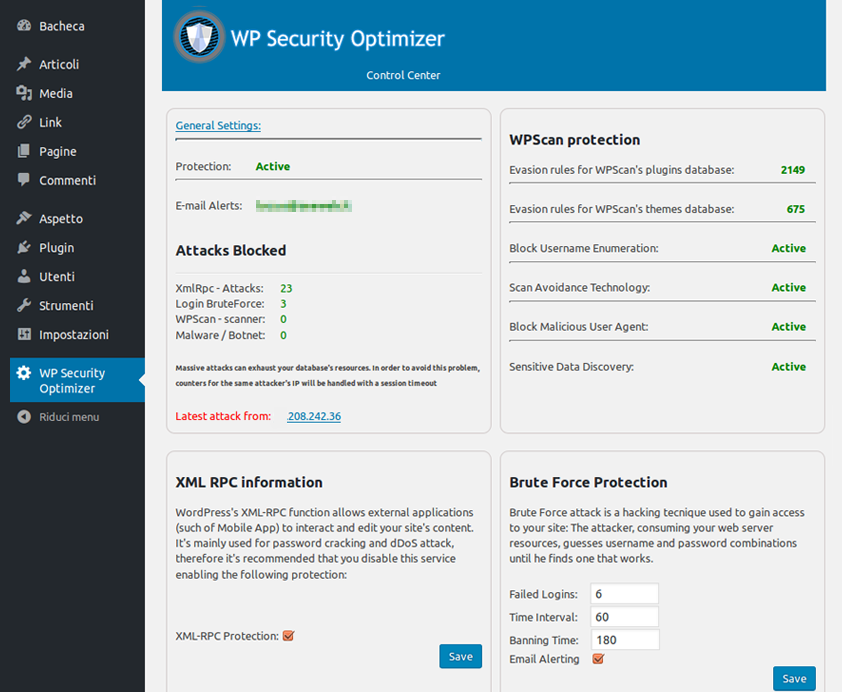 Bacheca
Articoli
Media
Link
Pagine
Commenti
Aspetto
Plugin
Utenti
Strumenti
Impostazioni
WP Security
Optimizer
Riduci menu
WP Security Optimizer
Control Center
General Settings:
Protection: Active
E-mail Alerts:
Attacks Blocked
XmlRpc - Attacks: 23
Login BruteForce: 3
WPScan - scanner: 0
Malware / Botnet: 0
Massive attacks can exhaust your database's resources. In order to avoid this problem,
counters for the same attacker's IP will be handled with a session timeout
Latest attack from: .208.242.36
WPScan protection
Evasion rules for WPScan's plugins database: 2149
Evasion rules for WPScan's themes database: 675
Block Username Enumeration: Active
Scan Avoidance Technology: Active
Block Malicious User Agent: Active
Sensitive Data Discovery: Active
XML RPC information
WordPress's XML-RPC function allows external applications
(such of Mobile App) to interact and edit your site's content.
It's mainly used for password cracking and dDoS attack,
therefore it's recommended that you disable this service
enabling the following protection:
XML-RPC Protection:
Save
Brute Force Protection
Brute Force attack is a hacking tecnique used to gain access
to your site: The attacker, consuming your web server
resources, guesses username and password combinations
until he finds one that works.
Failed Logins: 6
Time Interval: 60
Banning Time: 180
Email Alerting
Save